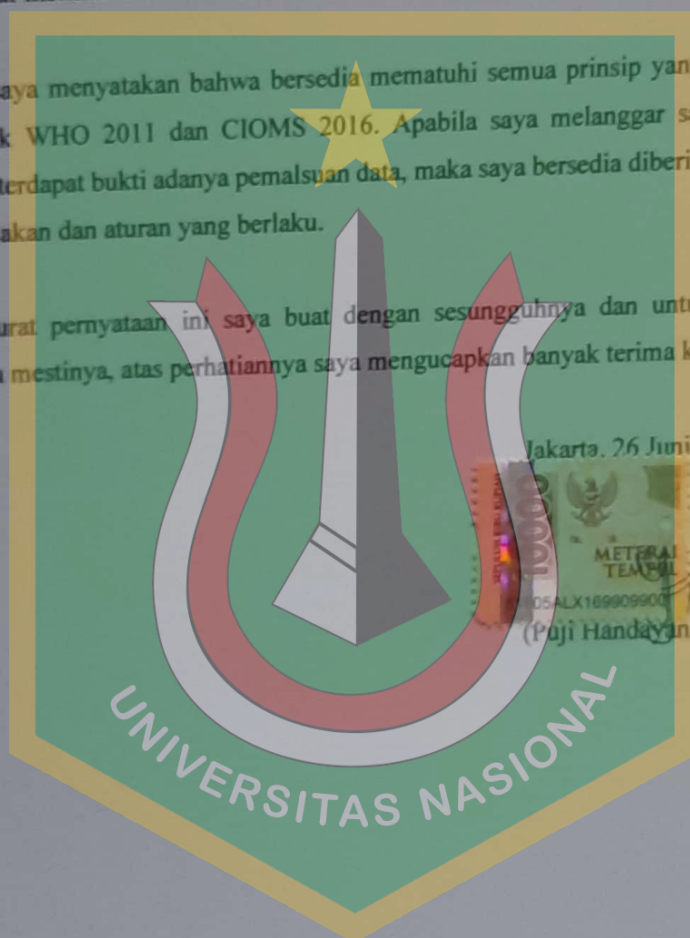 aya menyatakan bahwa bersedia mematuhi semua prinsip yan
k WHO 2011 dan CIOMS 2016. Apabila saya melanggar s
terdapat bukti adanya pemalsuan data, maka saya bersedia diberi
akan dan aturan yang berlaku.
urat pernyataan ini saya buat dengan sesungguhnya dan unt
mestinya, atas perhatiannya saya mengucapkan banyak terima k
Jakarta, 26 Juni
10000
METERAI
TEMPEL
05ALX169909900
(Puji Handayan
UNIVERSITAS NASIONAL